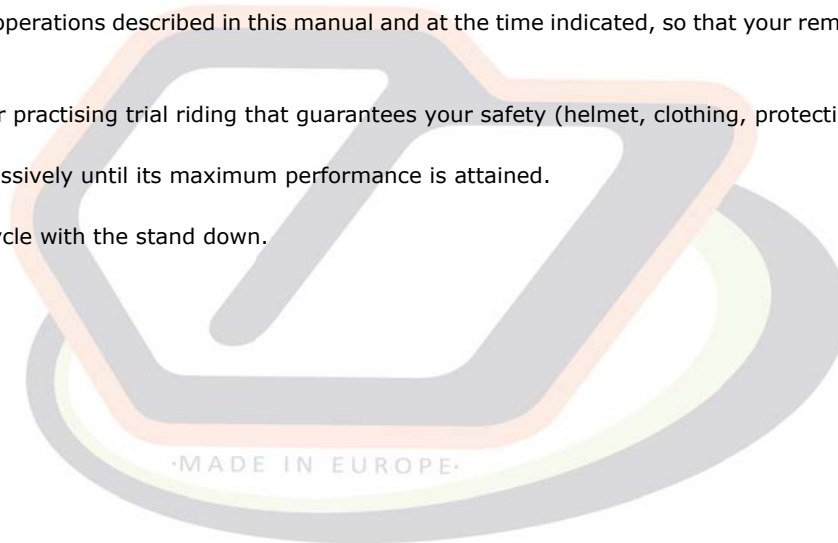 operations described in this manual and at the time indicated, so that your rem
r practising trial riding that guarantees your safety (helmet, clothing, protecti
ssively until its maximum performance is attained.
cle with the stand down.
·MADE IN EUROPE·